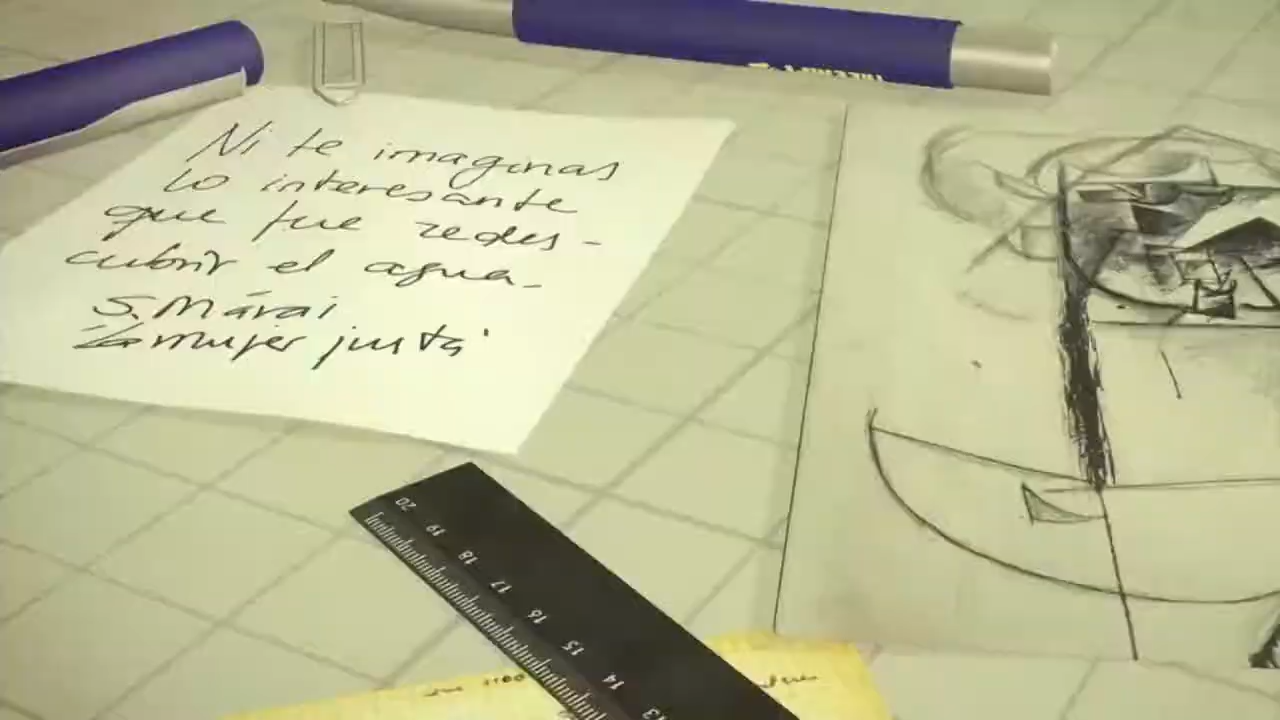 Ni te imaginas
lo interesante
que fue redes-
cubrir el agua.
S. Márai
"La mujer justa"
20
19
18
17
16
15
14
13